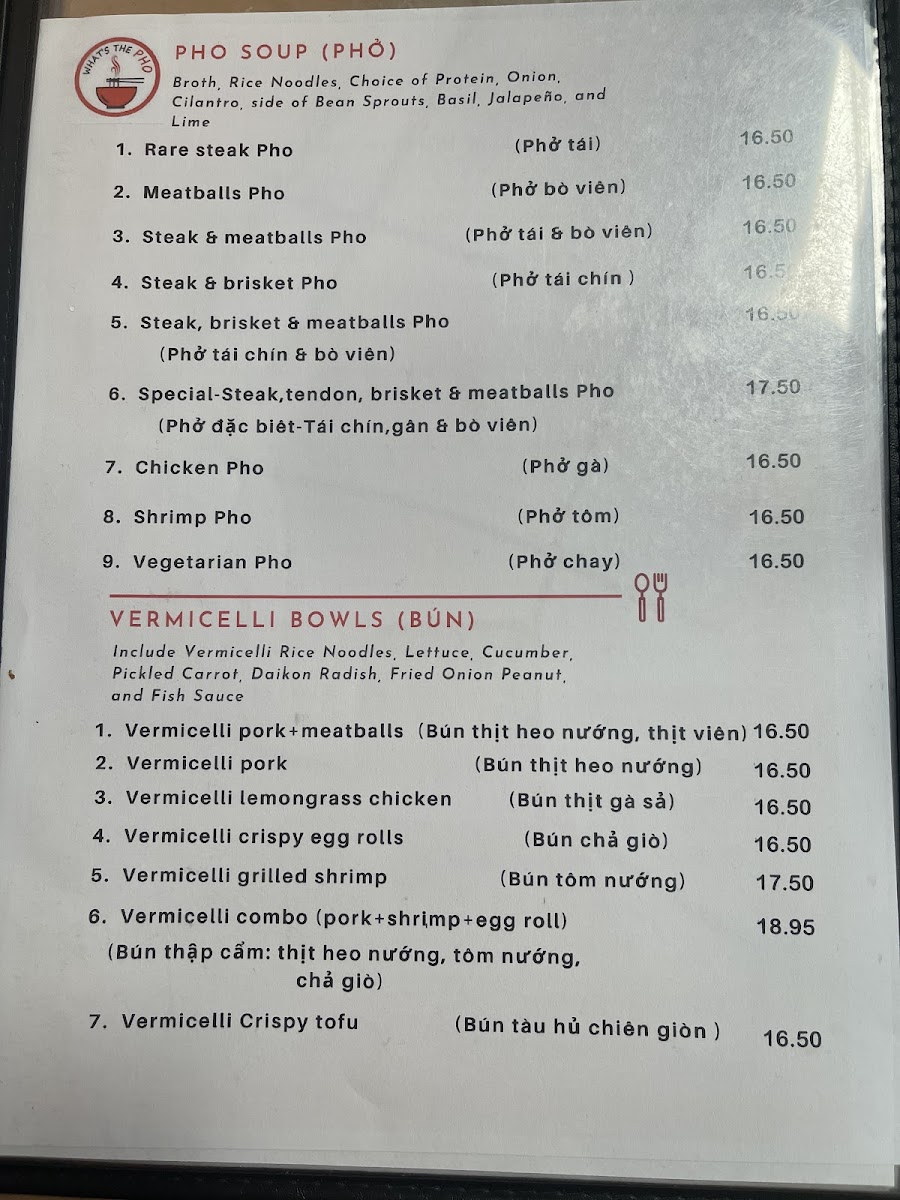 WHAT'S THE PHO
PHO SOUP (PHỞ)
Broth, Rice Noodles, Choice of Protein, Onion,
Cilantro, side of Bean Sprouts, Basil, Jalapeño, and
Lime
1. Rare steak Pho (Phở tái) 16.50
2. Meatballs Pho (Phở bò viên) 16.50
3. Steak & meatballs Pho (Phở tái & bò viên) 16.50
4. Steak & brisket Pho (Phở tái chín ) 16.50
5. Steak, brisket & meatballs Pho 16.50
(Phở tái chín & bò viên)
6. Special-Steak,tendon, brisket & meatballs Pho 17.50
(Phở đặc biêt-Tái chín,gân & bò viên)
7. Chicken Pho (Phở gà) 16.50
8. Shrimp Pho (Phở tôm) 16.50
9. Vegetarian Pho (Phở chay) 16.50
VERMICELLI BOWLS (BÚN)
Include Vermicelli Rice Noodles, Lettuce, Cucumber,
Pickled Carrot, Daikon Radish, Fried Onion Peanut,
and Fish Sauce
1. Vermicelli pork+meatballs (Bún thịt heo nướng, thịt viên) 16.50
2. Vermicelli pork (Bún thịt heo nướng) 16.50
3. Vermicelli lemongrass chicken (Bún thịt gà sả) 16.50
4. Vermicelli crispy egg rolls (Bún chả giò) 16.50
5. Vermicelli grilled shrimp (Bún tôm nướng) 17.50
6. Vermicelli combo (pork+shrimp+egg roll) 18.95
(Bún thập cẩm: thịt heo nướng, tôm nướng,
chả giò)
7. Vermicelli Crispy tofu (Bún tàu hủ chiên giòn ) 16.50